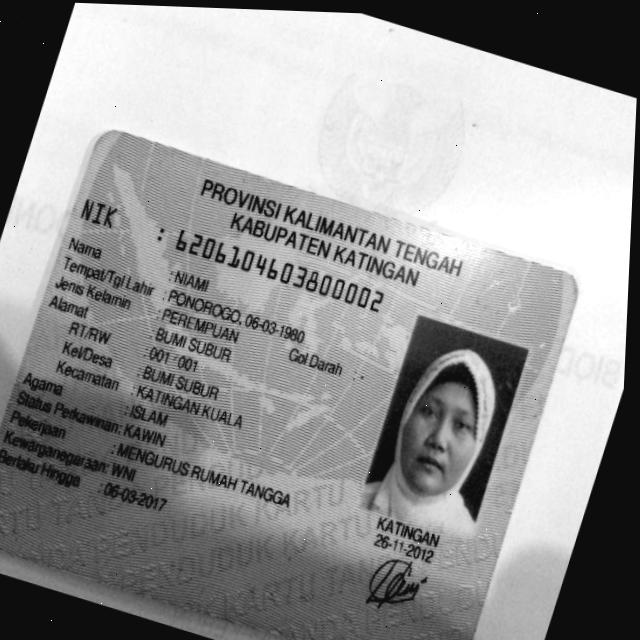 PROVINSI KALIMANTAN TENGAH
KABUPATEN KATINGAN
NIK : 6206104603800002
Nama : NIAMI
Tempat/Tgl Lahir : PONOROGO, 06-03-1980
Jenis Kelamin : PEREMPUAN Gol.Darah : -
Alamat : BUMI SUBUR
RT/RW : 001 / 001
Kel/Desa : BUMI SUBUR
Kecamatan : KATINGAN KUALA
Agama : ISLAM
Status Perkawinan: KAWIN
Pekerjaan : MENGURUS RUMAH TANGGA
Kewarganegaraan: WNI
Berlaku Hingga : 06-03-2017
KATINGAN
26-11-2012